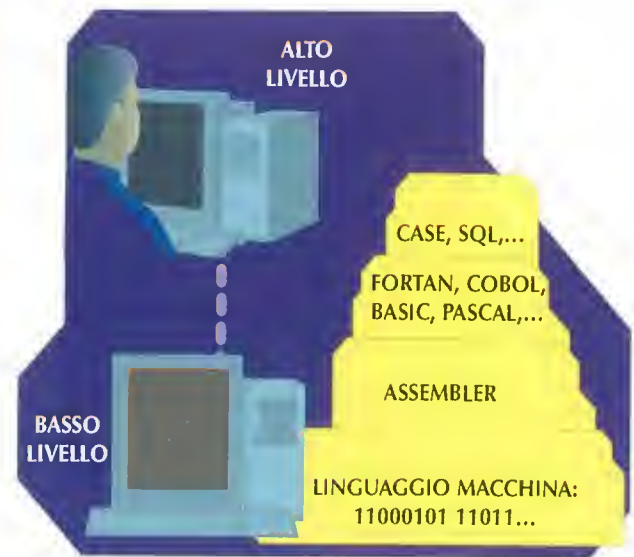 ALTO
LIVELLO
CASE, SQL,...
FORTAN, COBOL,
BASIC, PASCAL,...
ASSEMBLER
BASSO
LIVELLO
LINGUAGGIO MACCHINA:
11000101 11011...